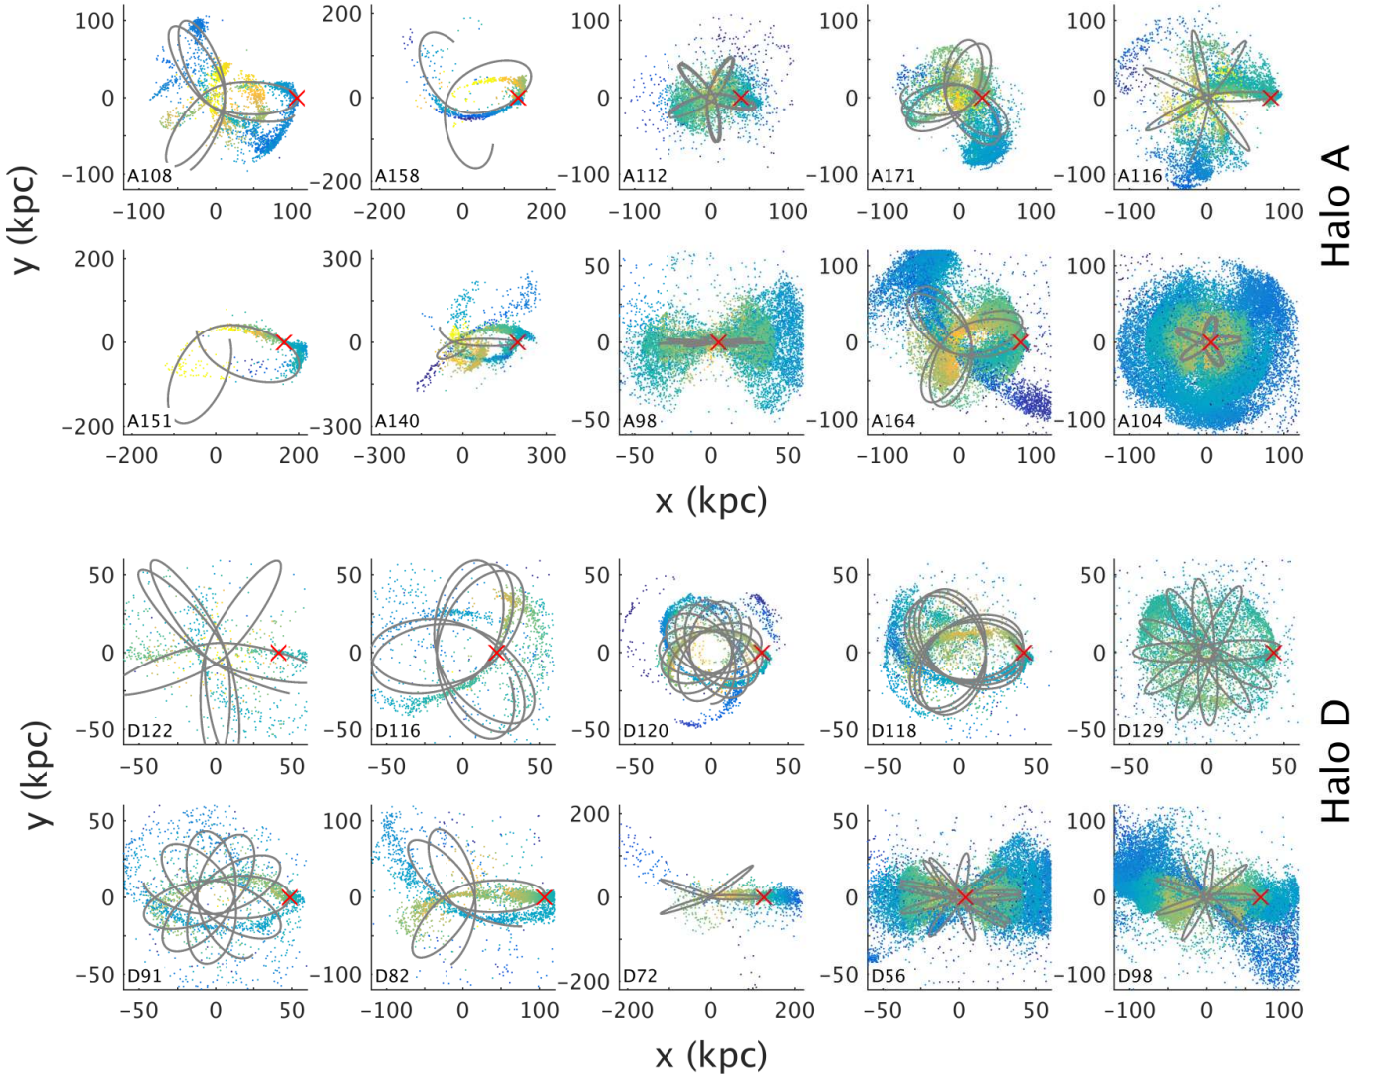 100
0
−100
−100 0 100
A108
200
0
−200
−200 0 200
A158
100
0
−100
−100 0 100
A112
100
0
−100
−100 0 100
A171
100
0
−100
−100 0 100
A116
200
0
−200
−200 0 200
A151
300
0
−300
−300 0 300
A140
50
0
−50
−50 0 50
A98
100
0
−100
−100 0 100
A164
100
0
−100
−100 0 100
A104
y (kpc)
x (kpc)
Halo A
50
0
−50
−50 0 50
D122
50
0
−50
−50 0 50
D116
50
0
−50
−50 0 50
D120
50
0
−50
−50 0 50
D118
50
0
−50
−50 0 50
D129
50
0
−50
−50 0 50
D91
100
0
−100
−100 0 100
D82
200
0
−200
−200 0 200
D72
50
0
−50
−50 0 50
D56
100
0
−100
−100 0 100
D98
y (kpc)
x (kpc)
Halo D